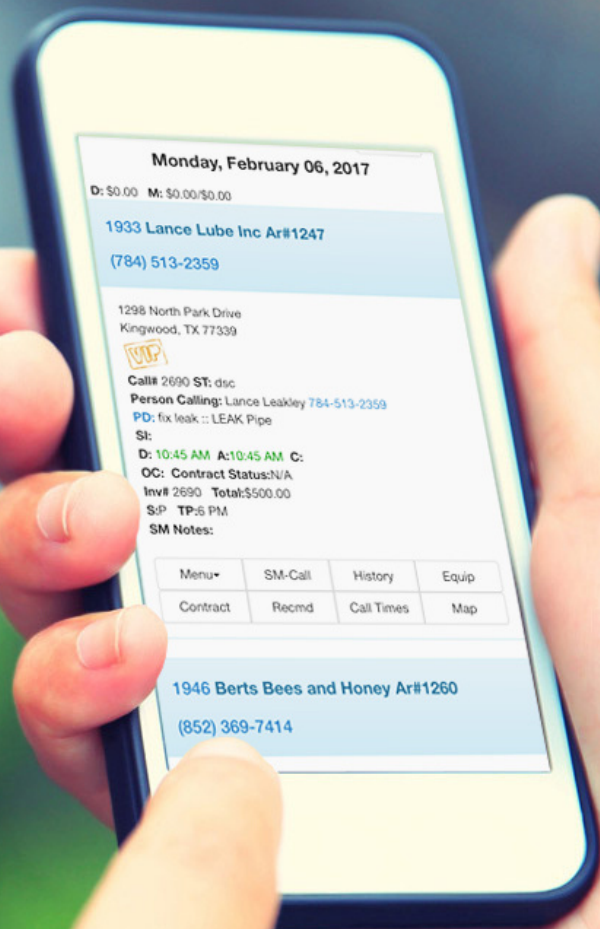 Monday, February 06, 2017
D: $0.00 M: $0.00/$0.00
1933 Lance Lube Inc Ar#1247
(784) 513-2359
1298 North Park Drive
Kingwood, TX 77339
VIP
Call# 2690 ST: dsc
Person Calling: Lance Leakley 784-513-2359
PD: fix leak :: LEAK Pipe
SI:
D: 10:45 AM A:10:45 AM C:
OC: Contract Status:N/A
Inv# 2690 Total:$500.00
S:P TP:6 PM
SM Notes:
Menu SM-Call History Equip
Contract Recmd Call Times Map
1946 Berts Bees and Honey Ar#1260
(852) 369-7414